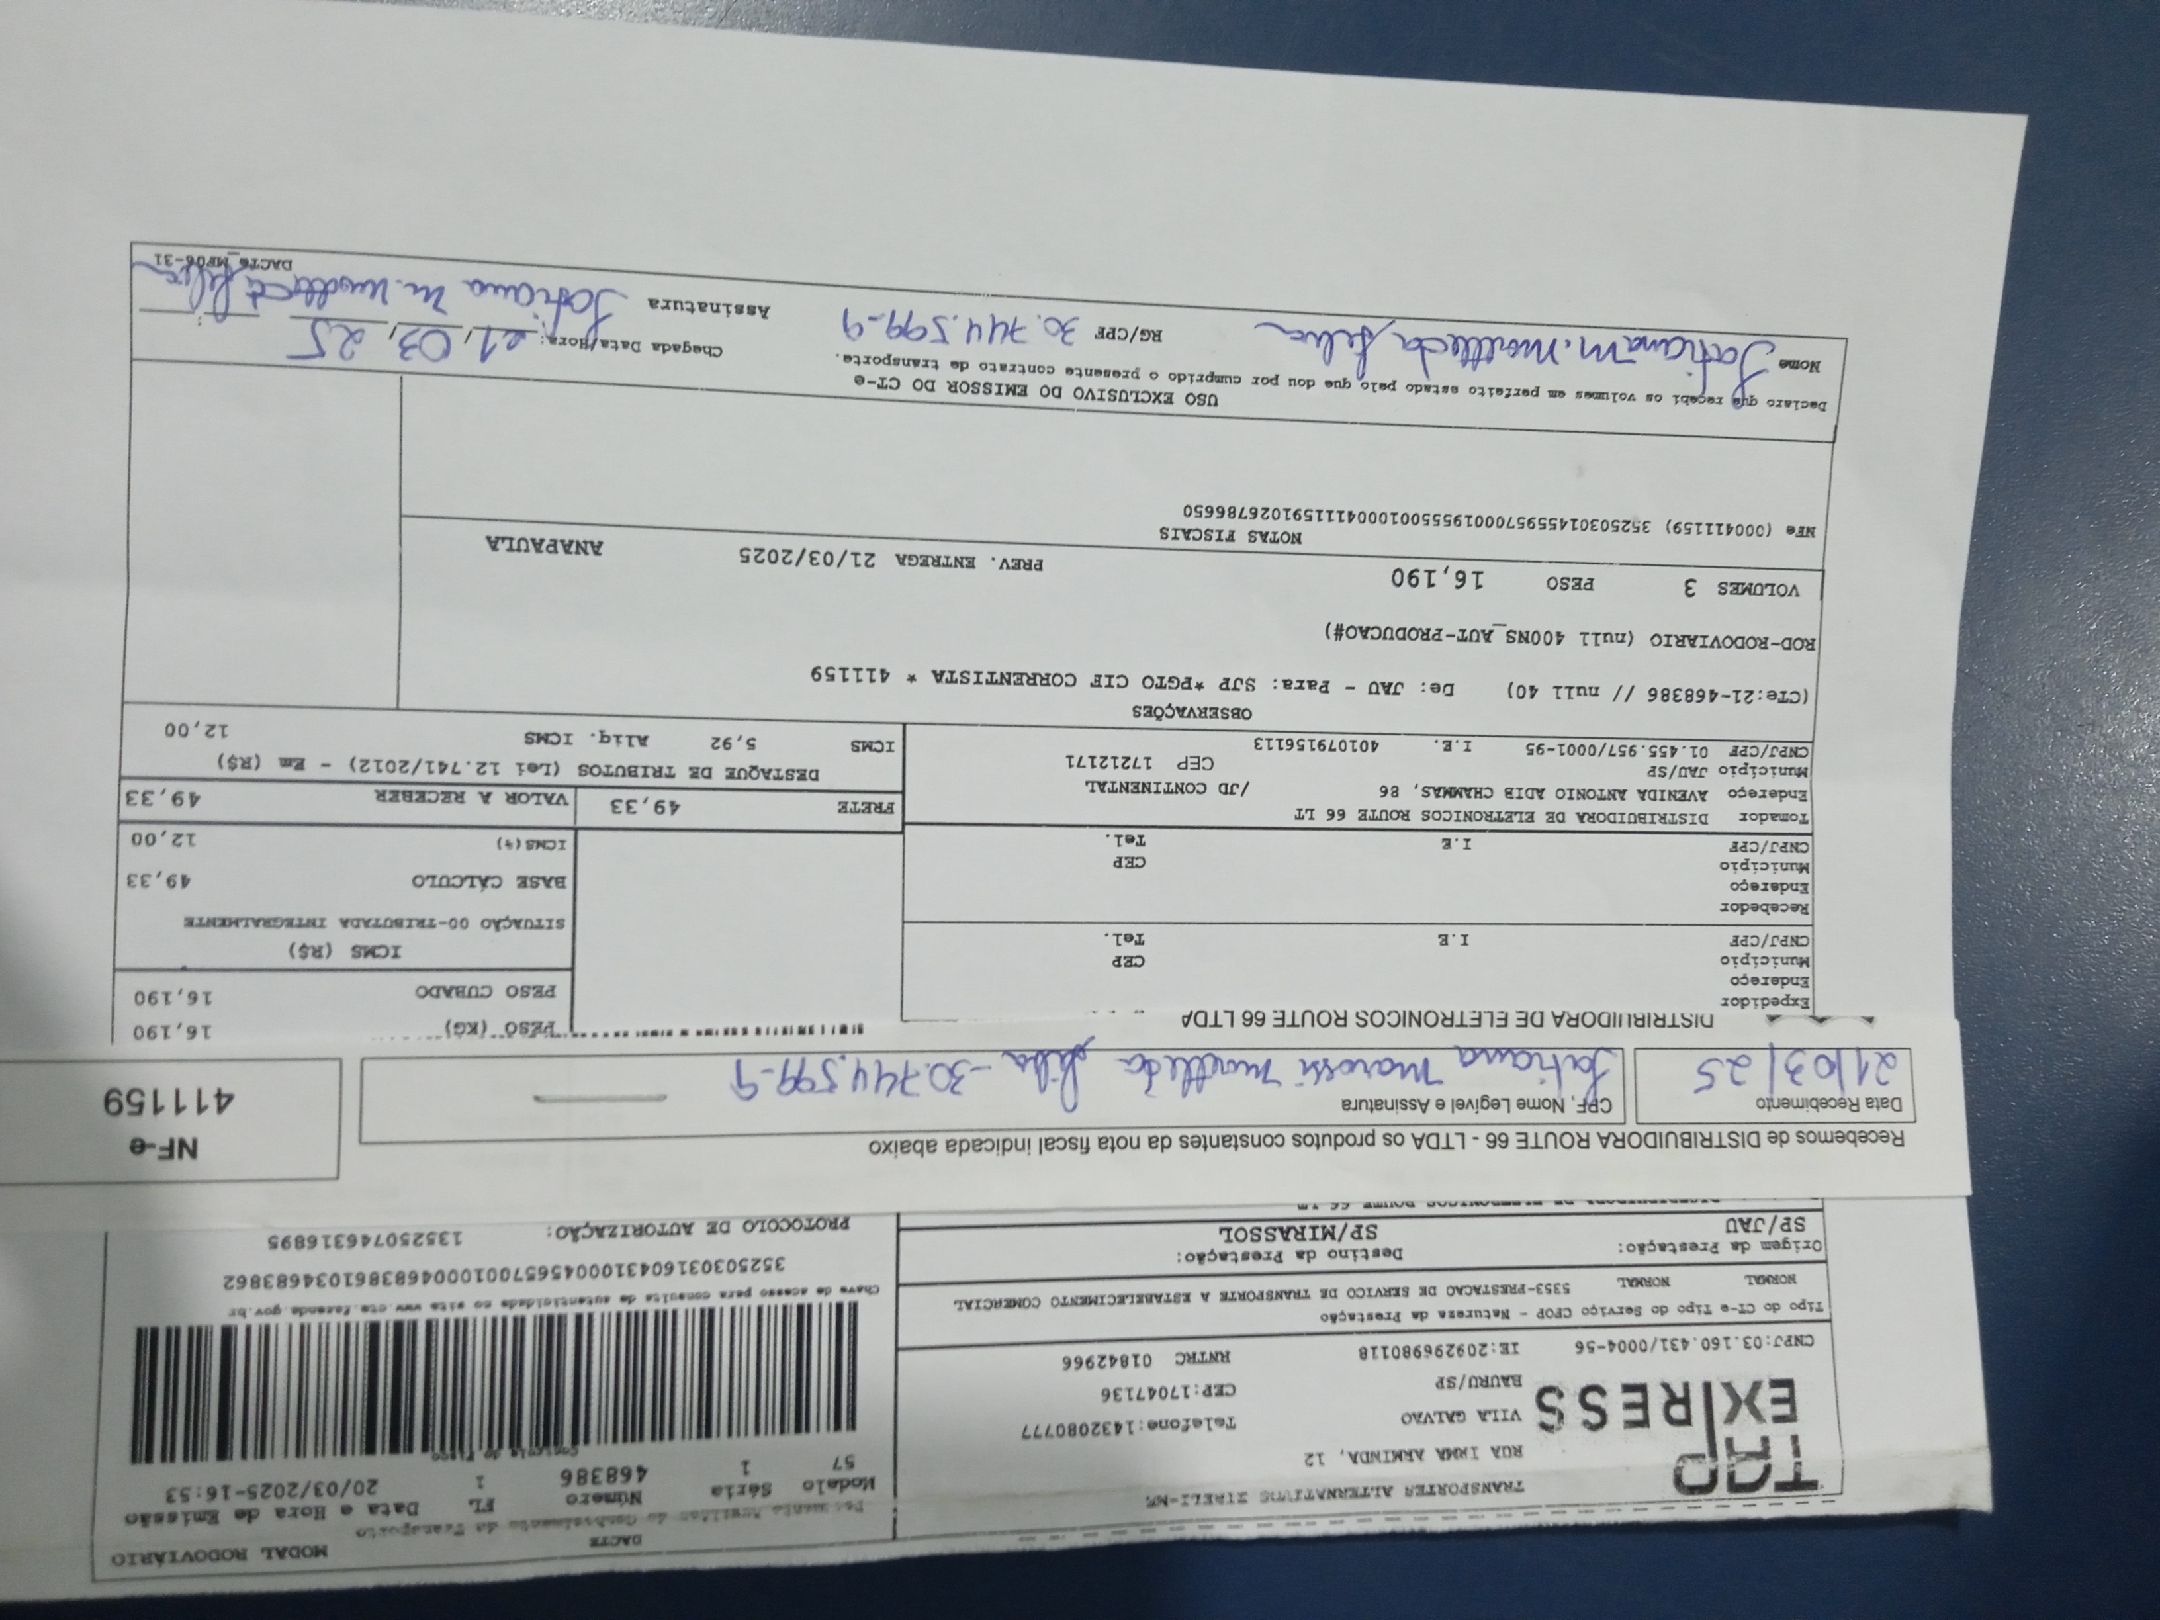 DACTE
MODAL RODOVIÁRIO
Documento Auxiliar do Conhecimento de Transporte
Modelo Série Número FL Data e Hora de Emissão
57 1 468386 1 20/03/2025-16:53
TRANSPORTES ALTERNATIVOS EIRELI-ME
RUA IRMA ARMINDA, 12
VILA GALVAO Telefone:1432080777
BAURU/SP CEP:17047136
CNPJ:03.160.431/0004-56 IE:209296980118 RNTRC 01842966
EXPRESS
Controle do Fisco
Chave de acesso para consulta de autenticidade no site www.cte.fazenda.gov.br
35250303160431000456570010004683861034683862
PROTOCOLO DE AUTORIZAÇÃO: 135250746316895
Tipo do CT-e Tipo do Serviço CFOP - Natureza da Prestação
NORMAL NORMAL 5353-PRESTACAO DE SERVICO DE TRANSPORTE A ESTABELECIMENTO COMERCIAL
Origem da Prestação: Destino da Prestação:
SP/JAU SP/MIRASSOL
Recebemos de DISTRIBUIDORA ROUTE 66 - LTDA os produtos constantes da nota fiscal indicada abaixo
Data Recebimento CPF, Nome Legível e Assinatura
21/03/25 Tatiana Marossi da Silva - 30.744.599-9
NF-e
411159
DISTRIBUIDORA DE ELETRONICOS ROUTE 66 LTDA
Expedidor
Endereço
Município CEP
CNPJ/CPF I.E Tel.
Recebedor
Endereço
Município CEP
CNPJ/CPF I.E Tel.
Tomador DISTRIBUIDORA DE ELETRONICOS ROUTE 66 LT
Endereço AVENIDA ANTONIO ADIB CHAMMAS, 86 /JD CONTINENTAL
Município JAU/SP CEP 17212171
CNPJ/CPF 01.455.957/0001-95 I.E. 401079156113
PESO (KG) 16,190
PESO CUBADO 16,190
ICMS (R$)
SITUAÇÃO 00-TRIBUTADA INTEGRALMENTE
BASE CÁLCULO 49,33
ICMS(%) 12,00
FRETE 49,33 VALOR A RECEBER 49,33
DESTAQUE DE TRIBUTOS (Lei 12.741/2012) - Em (R$)
ICMS 5,92 Aliq. ICMS 12,00
OBSERVAÇÕES
(CTe:21-468386 // null 40) De: JAU - Para: SJP *PGTO CIF CORRENTISTA * 411159
ROD-RODOVIARIO (null 400NS_AUT-PRODUCAO#)
VOLUMES 3 PESO 16,190 PREV. ENTREGA 21/03/2025 ANAPAULA
NOTAS FISCAIS
NFe (000411159) 35250301455957000195550010004111591026786650
USO EXCLUSIVO DO EMISSOR DO CT-e
Declaro que recebi os volumes em perfeito estado pelo que dou por cumprido o presente contrato de transporte.
Chegada Data/Hora: 21/03/25
Nome Tatiana M. da Silva RG/CPF 30.744.599-9 Assinatura Tatiana M. da Silva
DACTE_MF06-31